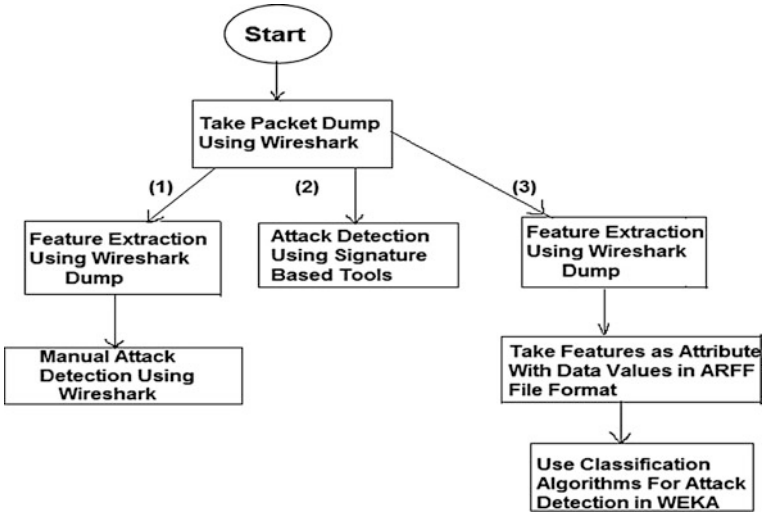 Start
Take Packet Dump
Using Wireshark
(1)
(2)
(3)
Feature Extraction
Using Wireshark
Dump
Attack Detection
Using Signature
Based Tools
Feature Extraction
Using Wireshark
Dump
Manual Attack
Detection Using
Wireshark
Take Features as Attribute
With Data Values in ARFF
File Format
Use Classification
Algorithms For Attack
Detection in WEKA